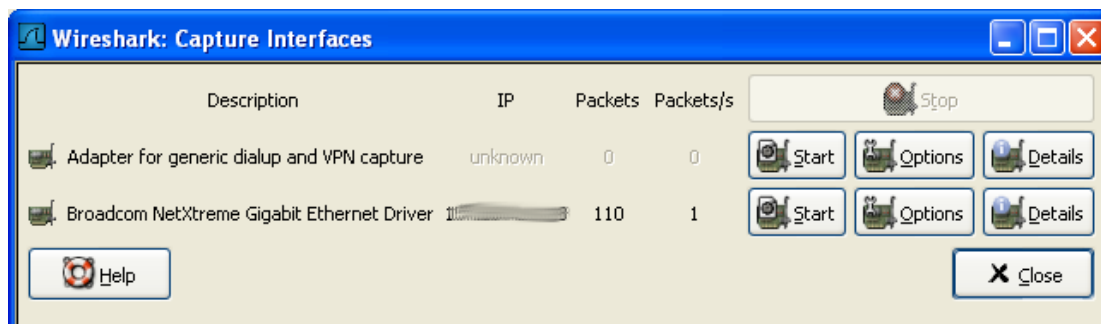 Wireshark: Capture Interfaces
Description IP Packets Packets/s Stop
Adapter for generic dialup and VPN capture unknown 0 0 Start Options Details
Broadcom NetXtreme Gigabit Ethernet Driver 110 1 Start Options Details
Help Close